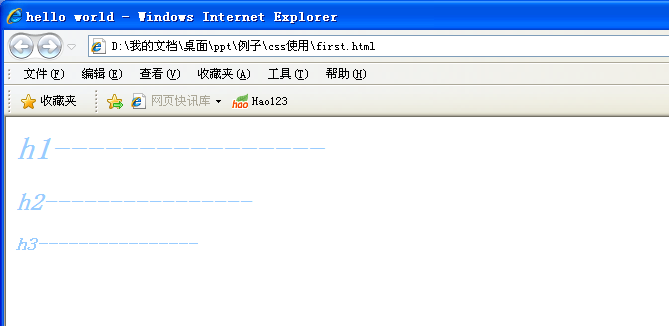 hello world - Windows Internet Explorer
D:\我的文档\桌面\ppt\例子\css使用\first.html
文件(F) 编辑(E) 查看(V) 收藏夹(A) 工具(T) 帮助(H)
收藏夹 网页快讯库 hao Hao123
h1----------------
h2----------------
h3----------------